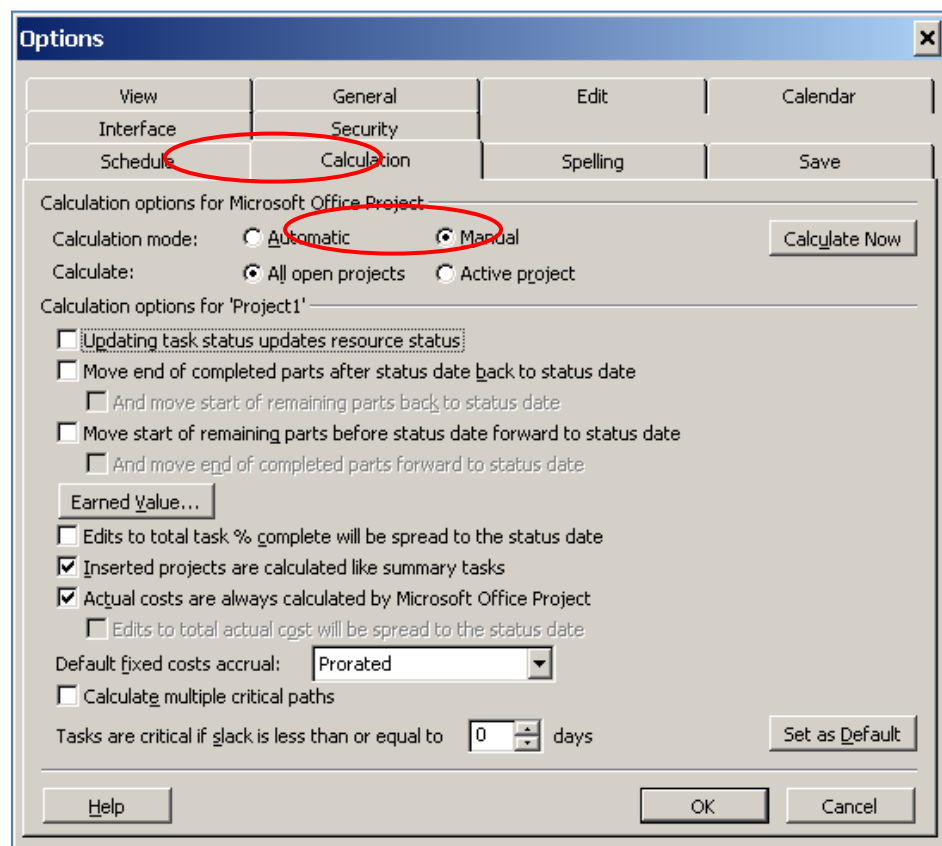 Options
View General Edit Calendar
Interface Security
Schedule Calculation Spelling Save
Calculation options for Microsoft Office Project
Calculation mode: Automatic Manual Calculate Now
Calculate: All open projects Active project
Calculation options for 'Project1'
Updating task status updates resource status
Move end of completed parts after status date back to status date
And move start of remaining parts back to status date
Move start of remaining parts before status date forward to status date
And move end of completed parts forward to status date
Earned Value...
Edits to total task % complete will be spread to the status date
Inserted projects are calculated like summary tasks
Actual costs are always calculated by Microsoft Office Project
Edits to total actual cost will be spread to the status date
Default fixed costs accrual: Prorated
Calculate multiple critical paths
Tasks are critical if slack is less than or equal to 0 days Set as Default
Help OK Cancel